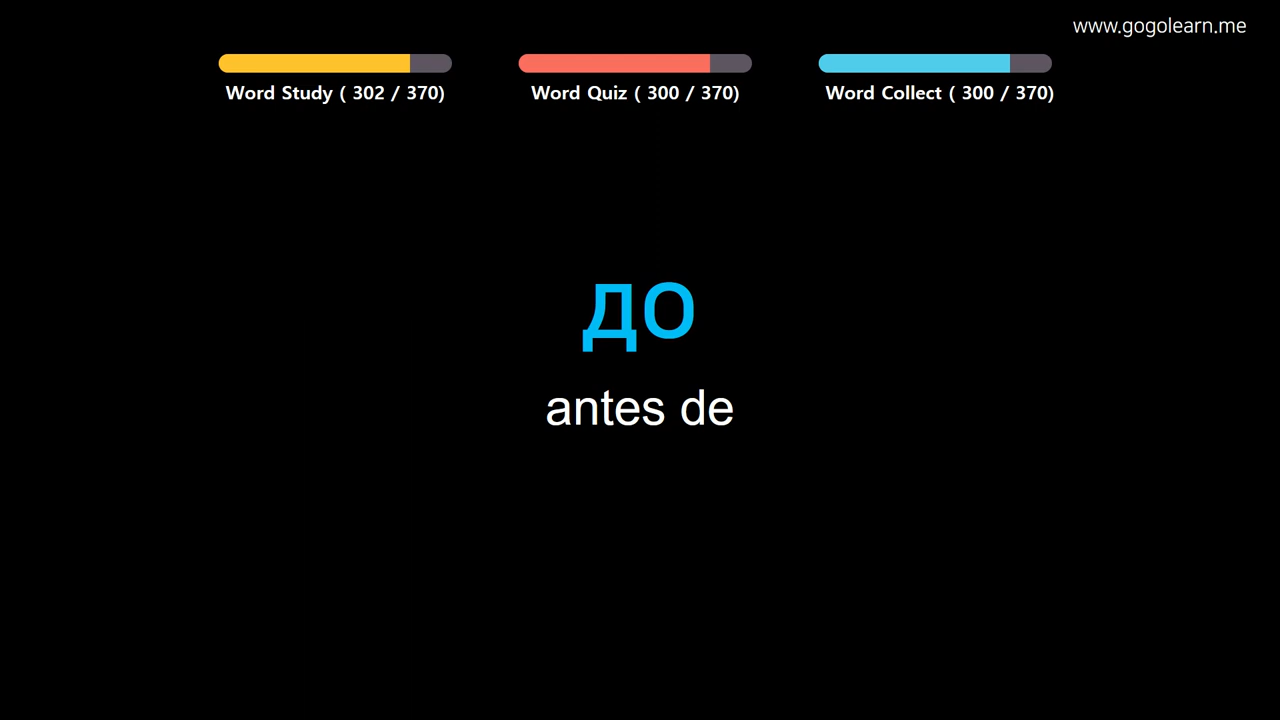 www.gogolearn.me
Word Study ( 302 / 370)
Word Quiz ( 300 / 370)
Word Collect ( 300 / 370)
до
antes de